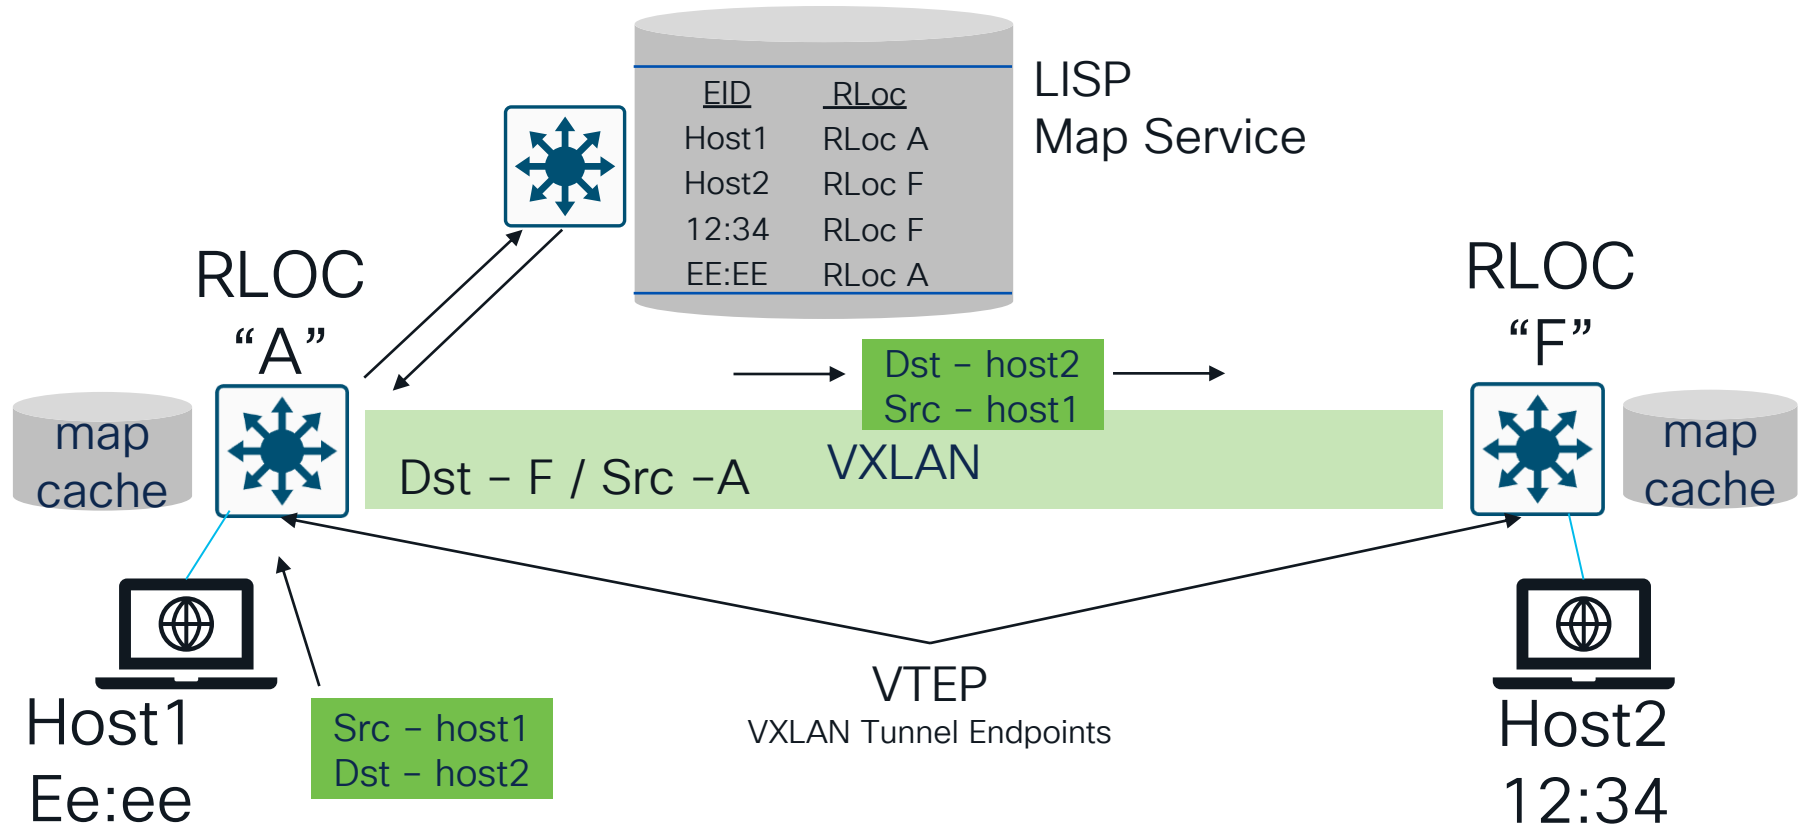 EID RLoc
Host1 RLoc A
Host2 RLoc F
12:34 RLoc F
EE:EE RLoc A
LISP
Map Service
RLOC
“A”
RLOC
“F”
map
cache
Dst – host2
Src – host1
Dst – F / Src –A
VXLAN
map
cache
VTEP
VXLAN Tunnel Endpoints
Host1
Ee:ee
Src – host1
Dst – host2
Host2
12:34